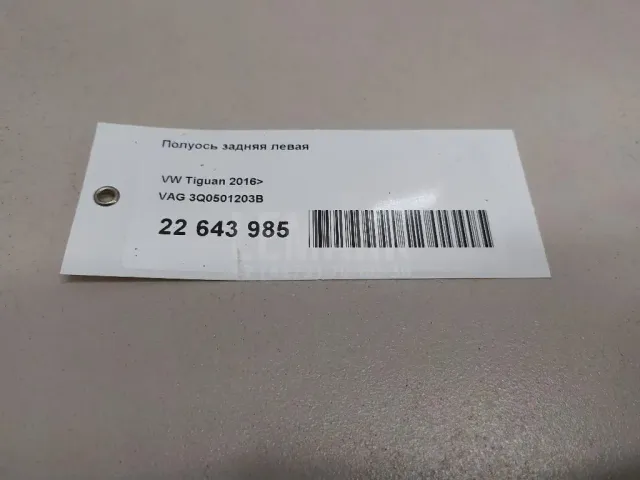 Полуось задняя левая
VW Tiguan 2016>
VAG 3Q0501203B
22 643 985